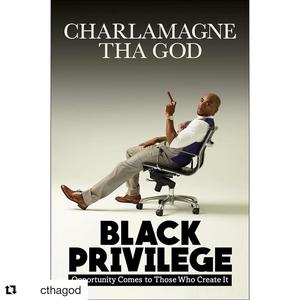 CHARLAMAGNE
THA GOD
BLACK
PRIVILEGE
Opportunity Comes to Those Who Create It
cthagod